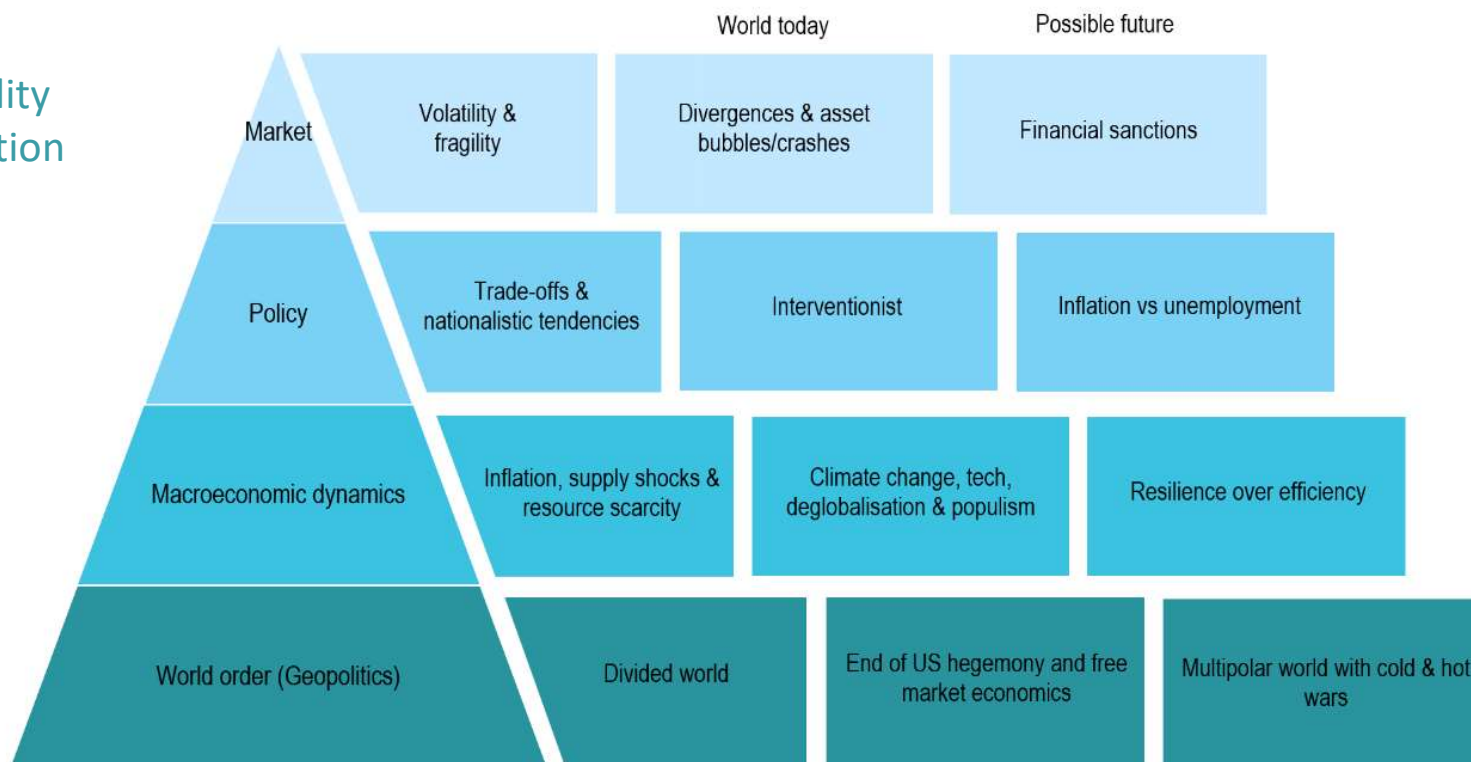 World today
Possible future
Market
Volatility &
fragility
Divergences & asset
bubbles/crashes
Financial sanctions
Policy
Trade-offs &
nationalistic tendencies
Interventionist
Inflation vs unemployment
Macroeconomic dynamics
Inflation, supply shocks &
resource scarcity
Climate change, tech,
deglobalisation & populism
Resilience over efficiency
World order (Geopolitics)
Divided world
End of US hegemony and free
market economics
Multipolar world with cold & hot
wars